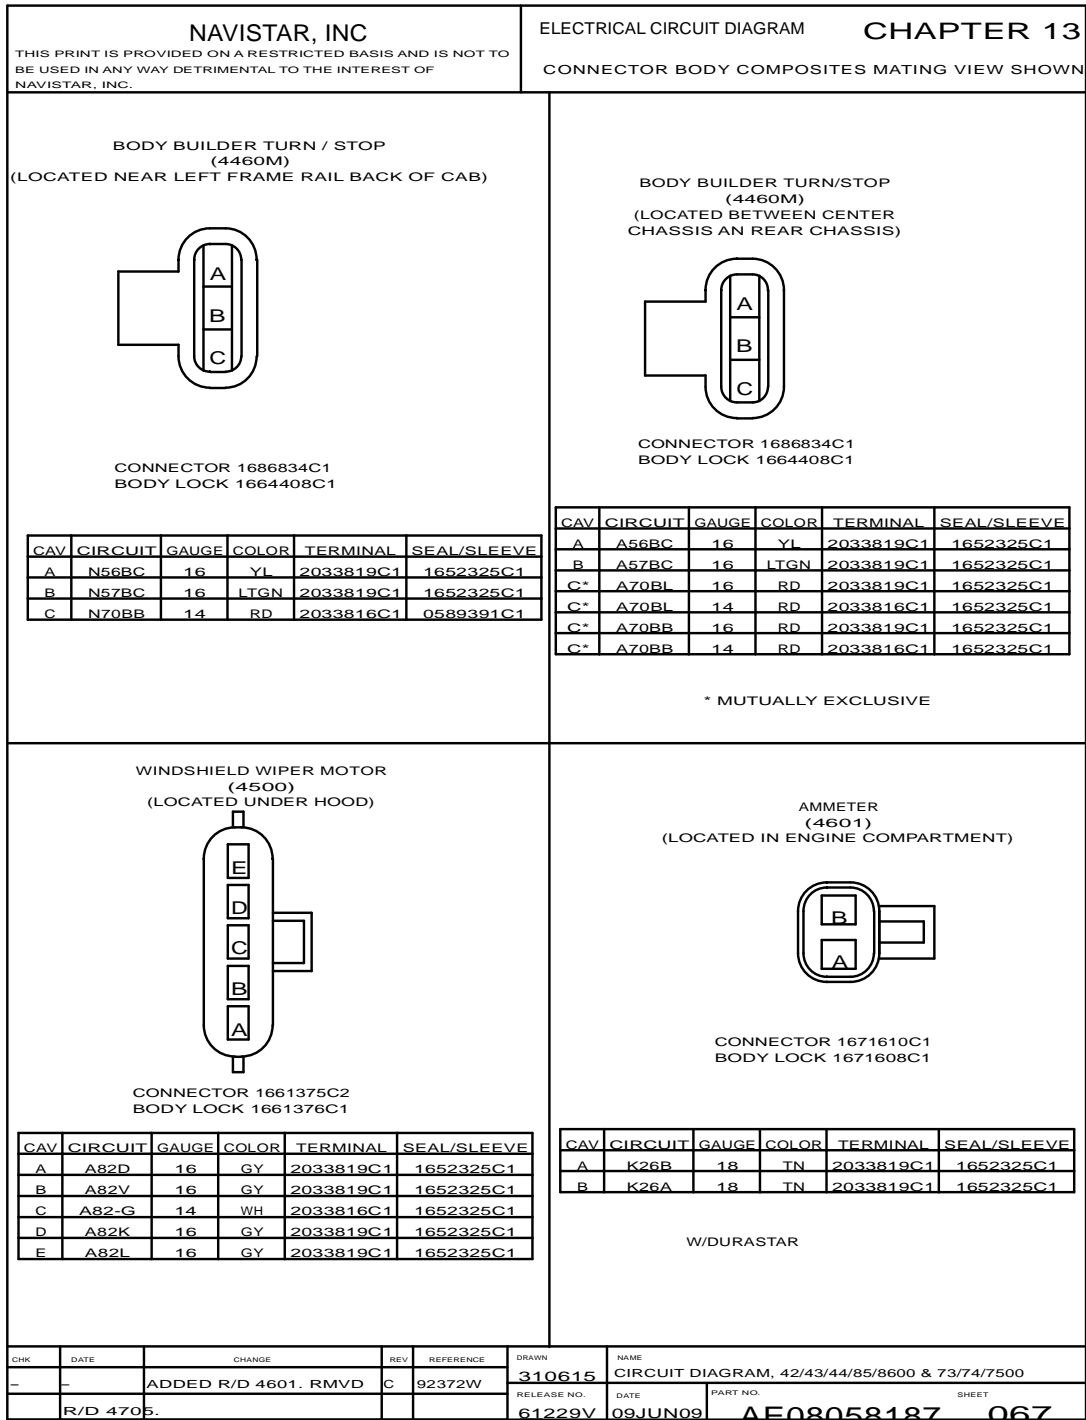 NAVISTAR, INC
THIS PRINT IS PROVIDED ON A RESTRICTED BASIS AND IS NOT TO
BE USED IN ANY WAY DETRIMENTAL TO THE INTEREST OF
NAVISTAR, INC.
ELECTRICAL CIRCUIT DIAGRAM CHAPTER 13
CONNECTOR BODY COMPOSITES MATING VIEW SHOWN
BODY BUILDER TURN / STOP
(4460M)
(LOCATED NEAR LEFT FRAME RAIL BACK OF CAB)
A
B
C
CONNECTOR 1686834C1
BODY LOCK 1664408C1
CAV CIRCUIT GAUGE COLOR TERMINAL SEAL/SLEEVE
A N56BC 16 YL 2033819C1 1652325C1
B N57BC 16 LTGN 2033819C1 1652325C1
C N70BB 14 RD 2033816C1 0589391C1
BODY BUILDER TURN/STOP
(4460M)
(LOCATED BETWEEN CENTER
CHASSIS AN REAR CHASSIS)
A
B
C
CONNECTOR 1686834C1
BODY LOCK 1664408C1
CAV CIRCUIT GAUGE COLOR TERMINAL SEAL/SLEEVE
A A56BC 16 YL 2033819C1 1652325C1
B A57BC 16 LTGN 2033819C1 1652325C1
C* A70BL 16 RD 2033819C1 1652325C1
C* A70BL 14 RD 2033816C1 1652325C1
C* A70BB 16 RD 2033819C1 1652325C1
C* A70BB 14 RD 2033816C1 1652325C1
* MUTUALLY EXCLUSIVE
WINDSHIELD WIPER MOTOR
(4500)
(LOCATED UNDER HOOD)
E
D
C
B
A
CONNECTOR 1661375C2
BODY LOCK 1661376C1
CAV CIRCUIT GAUGE COLOR TERMINAL SEAL/SLEEVE
A A82D 16 GY 2033819C1 1652325C1
B A82V 16 GY 2033819C1 1652325C1
C A82-G 14 WH 2033816C1 1652325C1
D A82K 16 GY 2033819C1 1652325C1
E A82L 16 GY 2033819C1 1652325C1
AMMETER
(4601)
(LOCATED IN ENGINE COMPARTMENT)
B
A
CONNECTOR 1671610C1
BODY LOCK 1671608C1
CAV CIRCUIT GAUGE COLOR TERMINAL SEAL/SLEEVE
A K26B 18 TN 2033819C1 1652325C1
B K26A 18 TN 2033819C1 1652325C1
W/DURASTAR
CHK DATE CHANGE REV REFERENCE
– – ADDED R/D 4601. RMVD C 92372W
R/D 4705.
DRAWN
310615
NAME
CIRCUIT DIAGRAM, 42/43/44/85/8600 & 73/74/7500
RELEASE NO.
61229V
DATE
09JUN09
PART NO.
AE08058187
SHEET
067